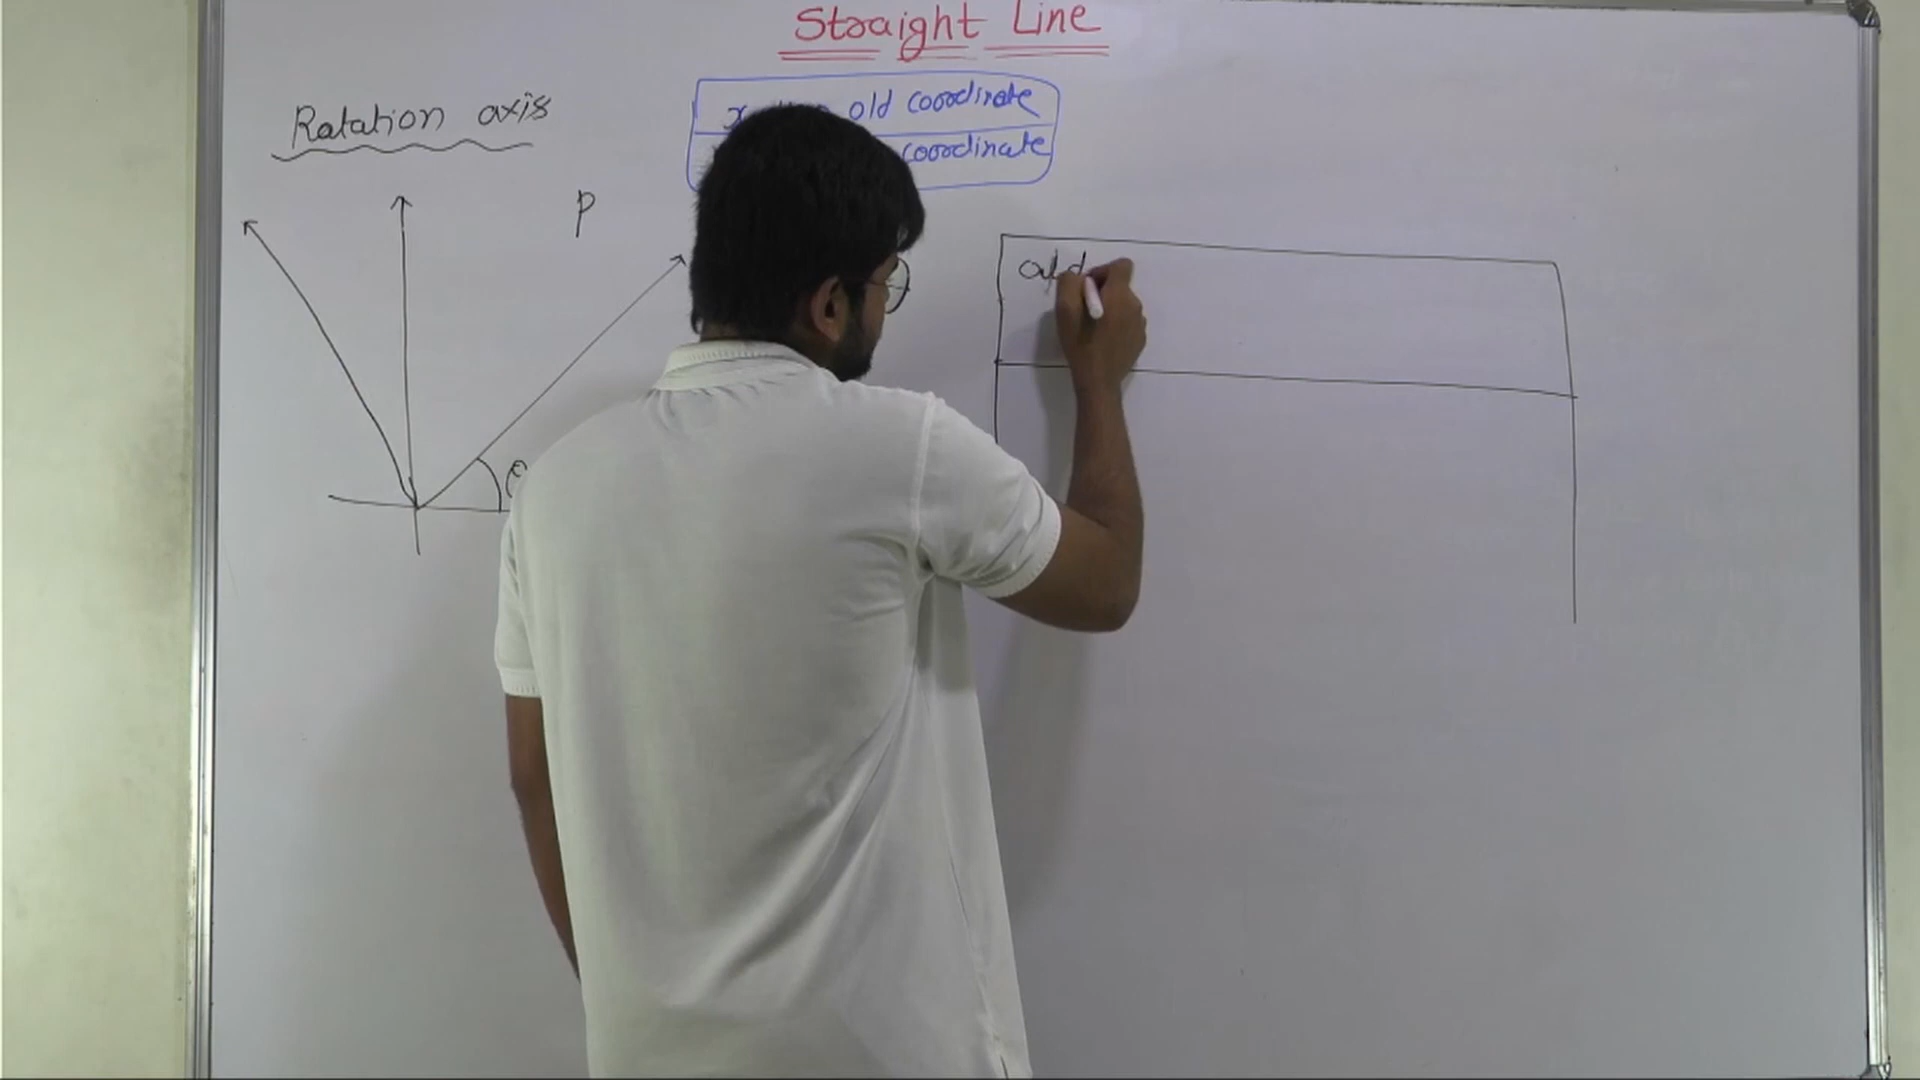 Straight Line
Rotation axis
x old coordinate
coordinate
P
old
θ